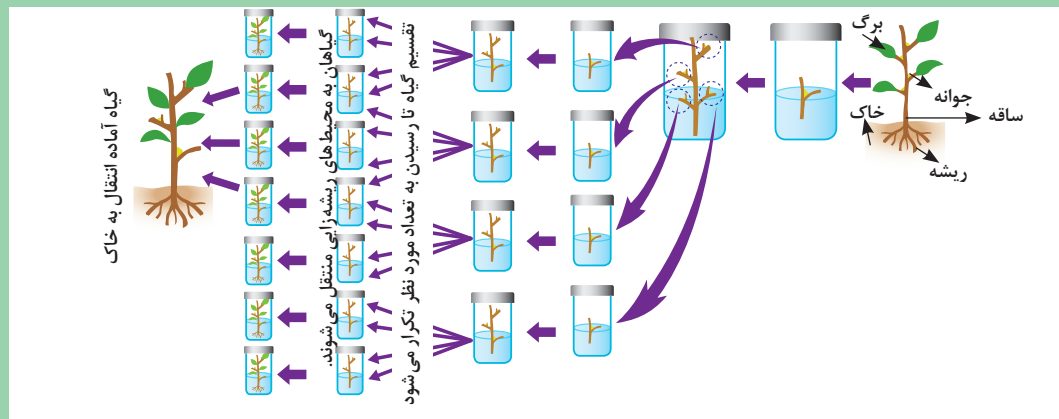 برگ
جوانه
خاک
ساقه
ریشه
تقسیم گیاه تا رسیدن به تعداد مورد نظر تکرار می‌شود
گیاهان به محیط‌های ریشه‌زایی منتقل می‌شوند.
گیاه آماده انتقال به خاک